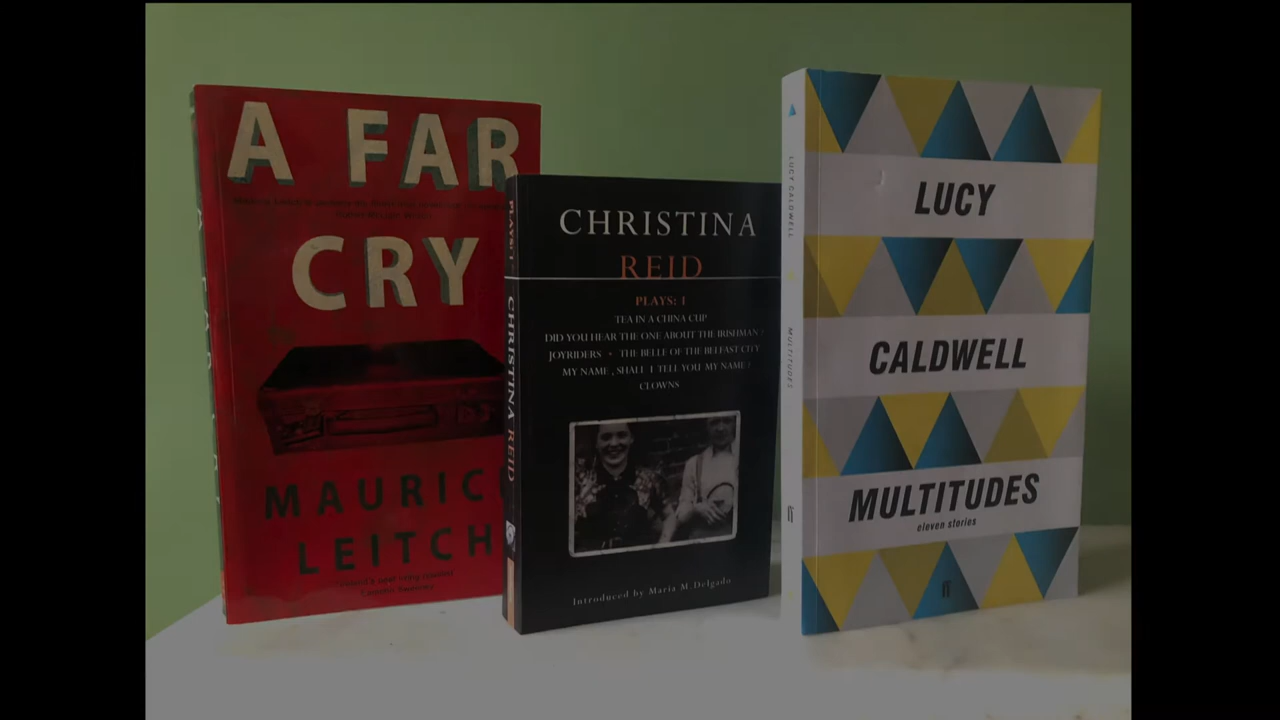 A FAR
CRY
MAURICE
LEITCH
PLAYS: 1
CHRISTINA REID
CHRISTINA
REID
PLAYS: 1
TEA IN A CHINA CUP
DID YOU HEAR THE ONE ABOUT THE IRISHMAN ?
JOYRIDERS • THE BELLE OF THE BELFAST CITY
MY NAME , SHALL I TELL YOU MY NAME ?
CLOWNS
Introduced by Maria M. Delgado
LUCY CALDWELL
MULTITUDES
LUCY
CALDWELL
MULTITUDES
eleven stories
ff